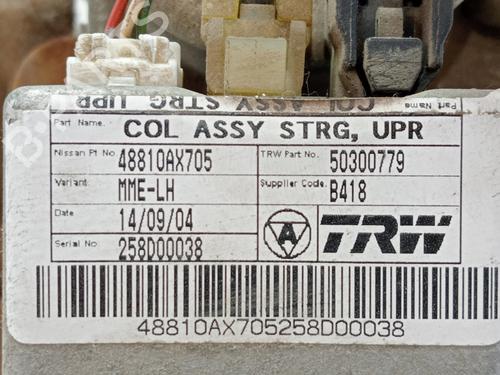 COL ASSY STRG, UPR
Part Name
Part Name. COL ASSY STRG, UPR
Nissan Pt No 48810AX705 TRW Part No. 50300779
Variant MME-LH Supplier Code. B418
Date 14/09/04
Serial No 258D00038
A TRW
48810AX705258D00038